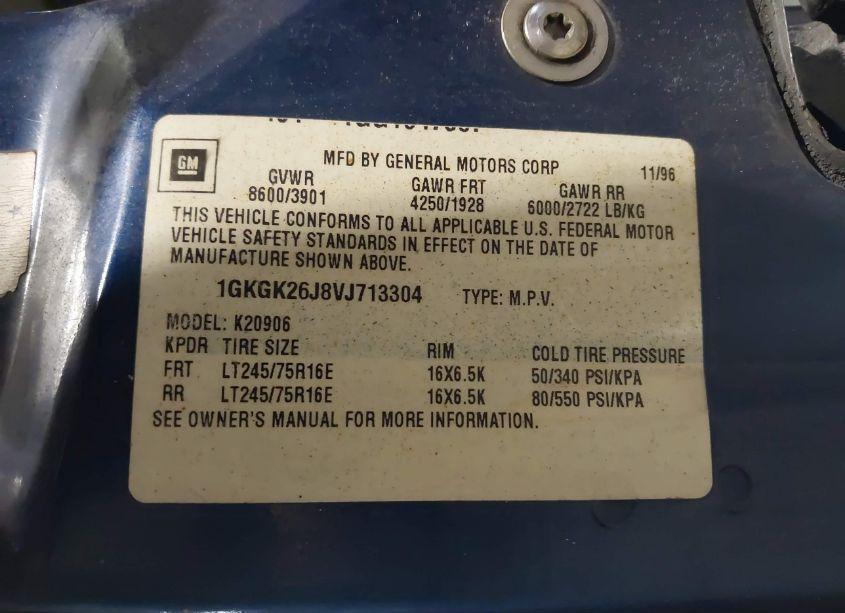 GM
MFD BY GENERAL MOTORS CORP 11/96
GVWR GAWR FRT GAWR RR
8600/3901 4250/1928 6000/2722 LB/KG
THIS VEHICLE CONFORMS TO ALL APPLICABLE U.S. FEDERAL MOTOR
VEHICLE SAFETY STANDARDS IN EFFECT ON THE DATE OF
MANUFACTURE SHOWN ABOVE.
1GKGK26J8VJ713304 TYPE: M.P.V.
MODEL: K20906
KPDR TIRE SIZE RIM COLD TIRE PRESSURE
FRT LT245/75R16E 16X6.5K 50/340 PSI/KPA
RR LT245/75R16E 16X6.5K 80/550 PSI/KPA
SEE OWNER'S MANUAL FOR MORE INFORMATION.